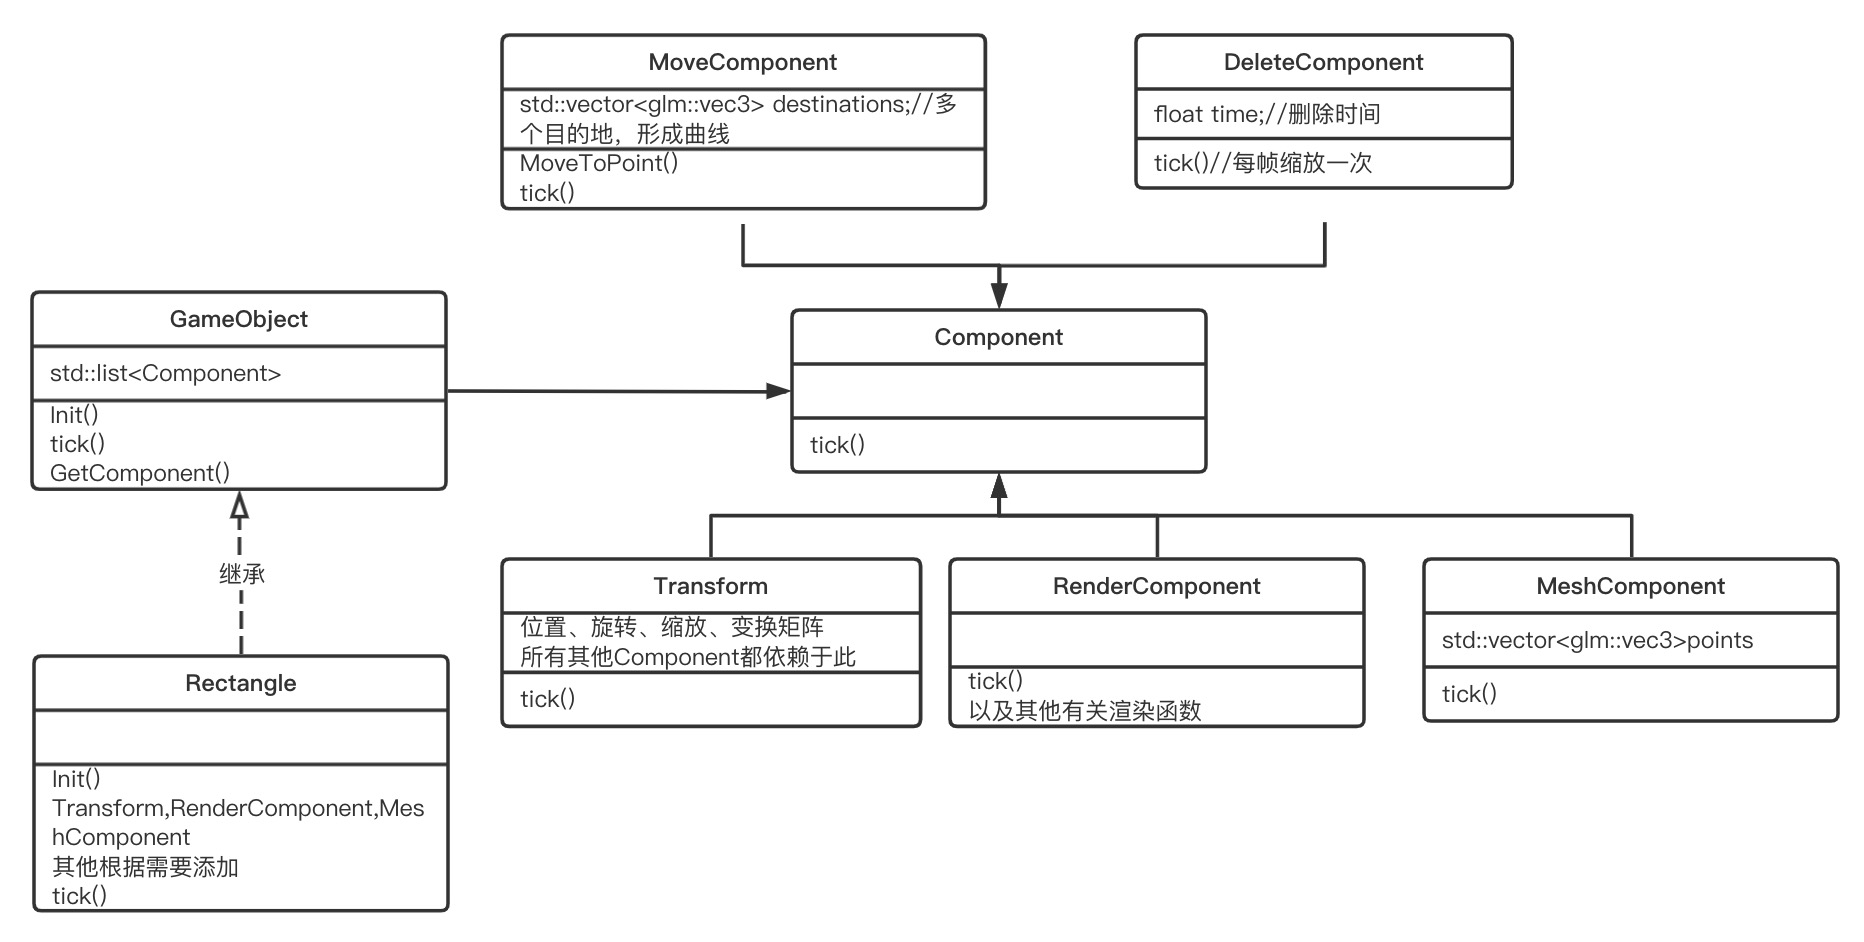 MoveComponent
std::vector<glm::vec3> destinations;//多
个目的地，形成曲线
MoveToPoint()
tick()
DeleteComponent
float time;//删除时间
tick()//每帧缩放一次
GameObject
std::list<Component>
Init()
tick()
GetComponent()
Component
tick()
继承
Rectangle
Init()
Transform,RenderComponent,Mes
hComponent
其他根据需要添加
tick()
Transform
位置、旋转、缩放、变换矩阵
所有其他Component都依赖于此
tick()
RenderComponent
tick()
以及其他有关渲染函数
MeshComponent
std::vector<glm::vec3>points
tick()